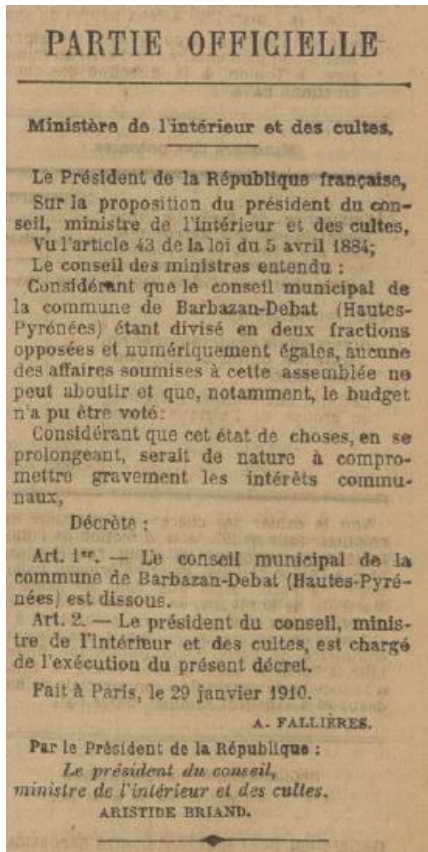 PARTIE OFFICIELLE
Ministère de l'intérieur et des cultes.
Le Président de la République française,
Sur la proposition du président du con-
seil, ministre de l'intérieur et des cultes,
Vu l'article 43 de la loi du 5 avril 1884;
Le conseil des ministres entendu :
Considérant que le conseil municipal de
la commune de Barbazan-Debat (Hautes-
Pyrénées) étant divisé en deux fractions
opposées et numériquement égales, aucune
des affaires soumises à cette assemblée ne
peut aboutir et que, notamment, le budget
n'a pu être voté:
Considérant que cet état de choses, en se
prolongeant, serait de nature à compro-
mettre gravement les intérêts commu-
naux,
Décrète :
Art. 1er. — Le conseil municipal de la
commune de Barbazan-Debat (Hautes-Pyré-
nées) est dissous.
Art. 2. — Le président du conseil, minis-
tre de l'intérieur et des cultes, est chargé
de l'exécution du présent décret.
Fait à Paris, le 29 janvier 1910.
A. FALLIÈRES.
Par le Président de la République :
Le président du conseil,
ministre de l'intérieur et des cultes.
ARISTIDE BRIAND.